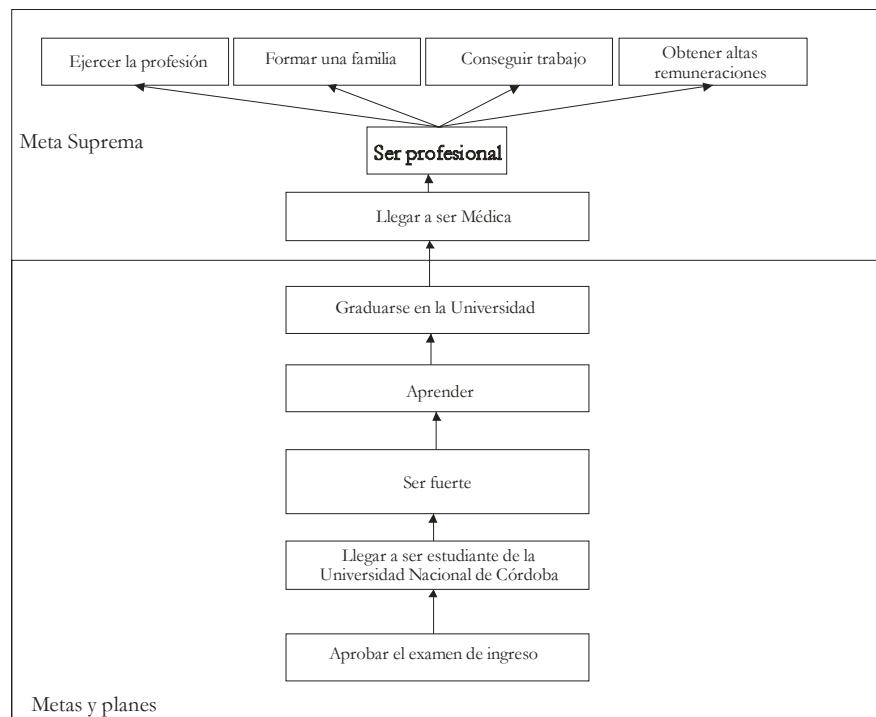 Ejercer la profesión
Formar una familia
Conseguir trabajo
Obtener altas
remuneraciones
Meta Suprema
Ser profesional
Llegar a ser Médica
Graduarse en la Universidad
Aprender
Ser fuerte
Llegar a ser estudiante de la
Universidad Nacional de Córdoba
Aprobar el examen de ingreso
Metas y planes